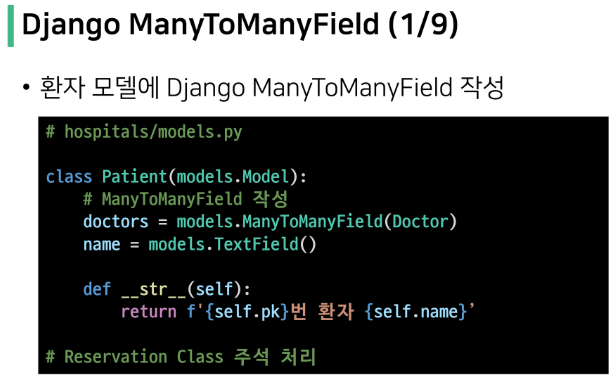 Django ManyToManyField (1/9)
• 환자 모델에 Django ManyToManyField 작성
# hospitals/models.py
class Patient(models.Model):
    # ManyToManyField 작성
    doctors = models.ManyToManyField(Doctor)
    name = models.TextField()
    def __str__(self):
        return f'{self.pk}번 환자 {self.name}’
# Reservation Class 주석 처리